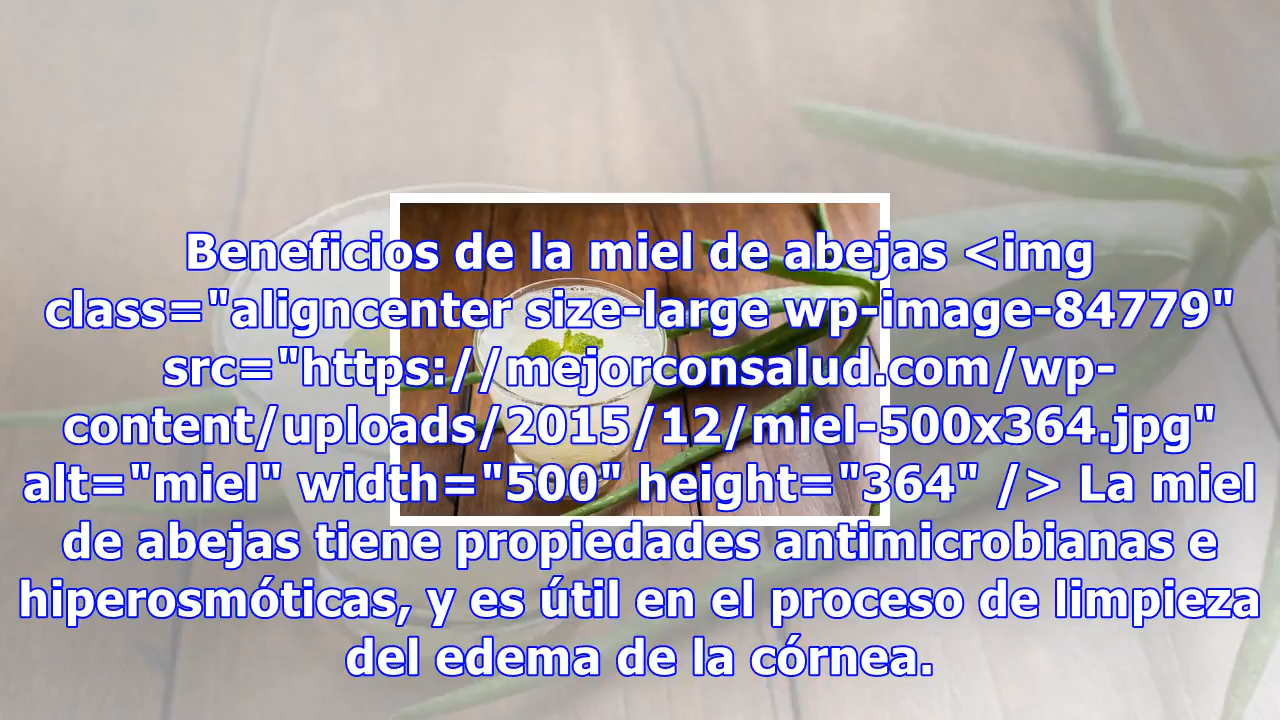 Beneficios de la miel de abejas <img
class="aligncenter size-large wp-image-84779"
src="https://mejorconsalud.com/wp-
content/uploads/2015/12/miel-500x364.jpg"
alt="miel" width="500" height="364" /> La miel
de abejas tiene propiedades antimicrobianas e
hiperosmóticas, y es útil en el proceso de limpieza
del edema de la córnea.